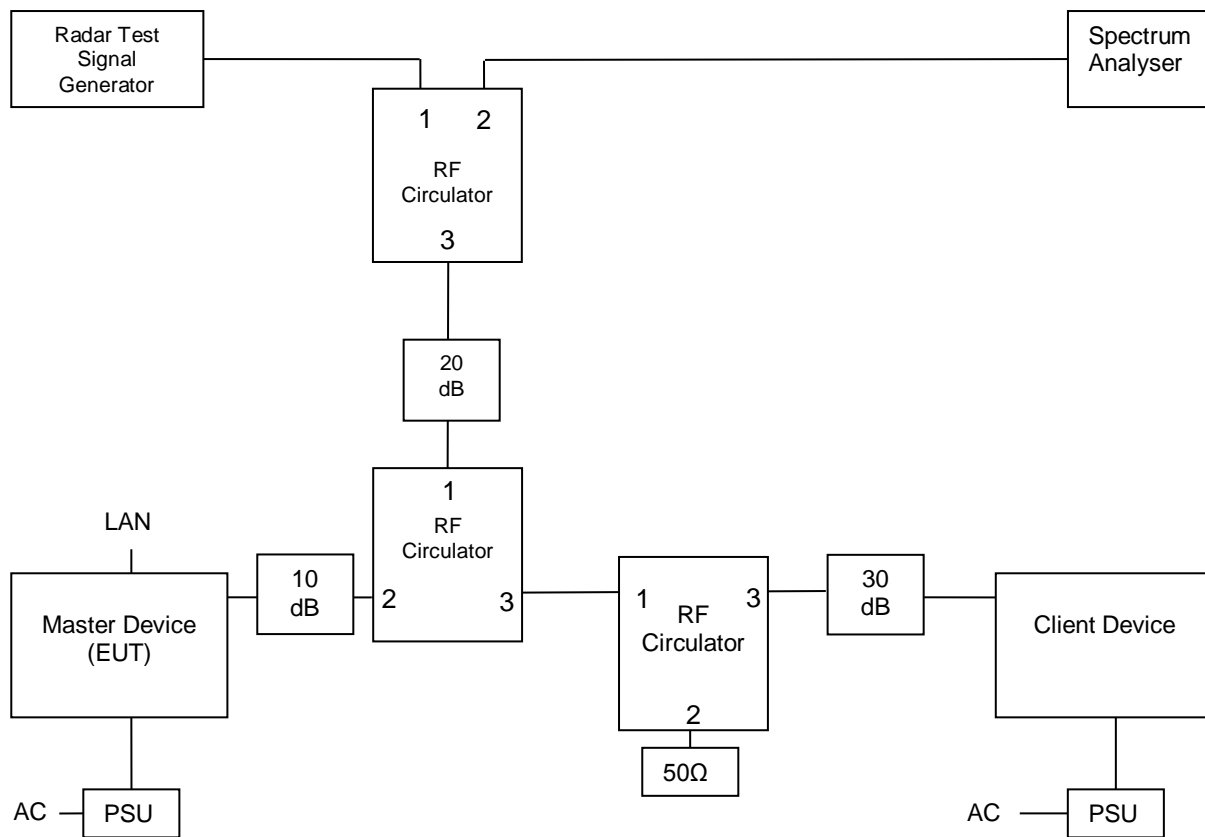 Radar Test
Signal
Generator
Spectrum
Analyser
1 2
RF
Circulator
3
20
dB
1
RF
Circulator
2
3
LAN
10
dB
Master Device
(EUT)
1
3
RF
Circulator
2
50Ω
30
dB
Client Device
AC
PSU
AC
PSU